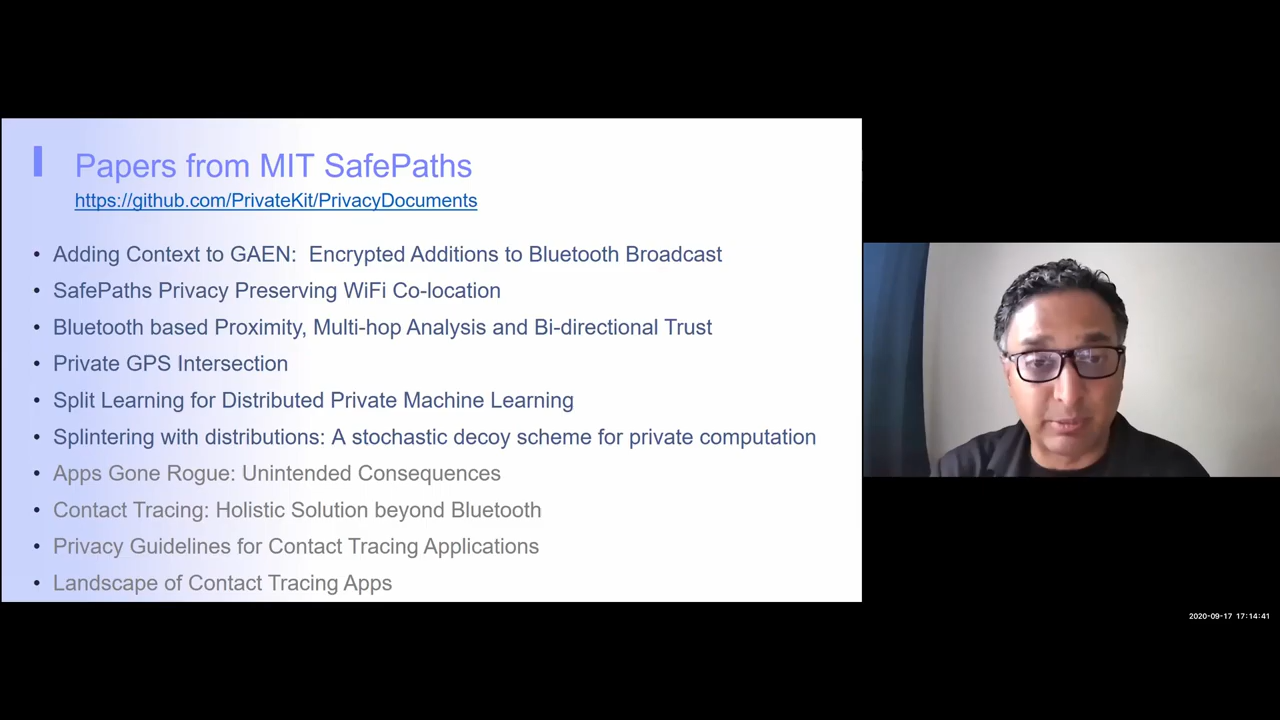 Papers from MIT SafePaths
https://github.com/PrivateKit/PrivacyDocuments
• Adding Context to GAEN: Encrypted Additions to Bluetooth Broadcast
• SafePaths Privacy Preserving WiFi Co-location
• Bluetooth based Proximity, Multi-hop Analysis and Bi-directional Trust
• Private GPS Intersection
• Split Learning for Distributed Private Machine Learning
• Splintering with distributions: A stochastic decoy scheme for private computation
• Apps Gone Rogue: Unintended Consequences
• Contact Tracing: Holistic Solution beyond Bluetooth
• Privacy Guidelines for Contact Tracing Applications
• Landscape of Contact Tracing Apps
2020-09-17 17:14:41